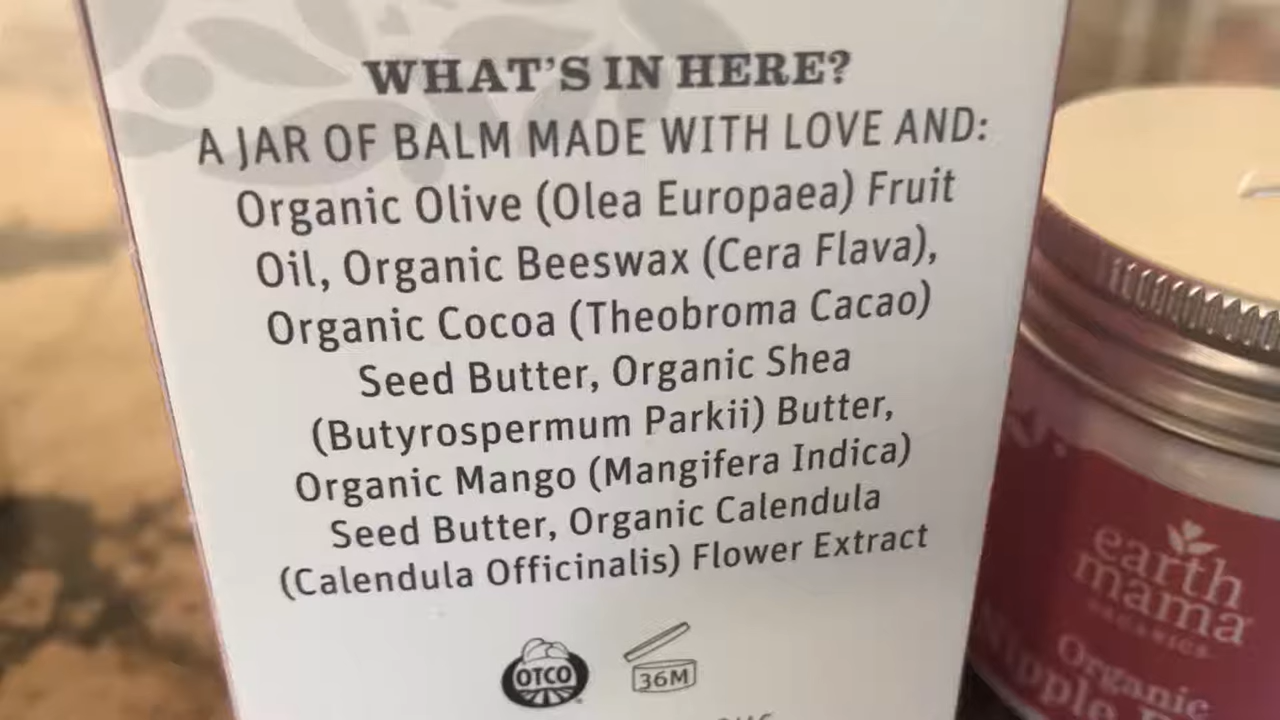 WHAT'S IN HERE?
A JAR OF BALM MADE WITH LOVE AND:
Organic Olive (Olea Europaea) Fruit
Oil, Organic Beeswax (Cera Flava),
Organic Cocoa (Theobroma Cacao)
Seed Butter, Organic Shea
(Butyrospermum Parkii) Butter,
Organic Mango (Mangifera Indica)
Seed Butter, Organic Calendula
(Calendula Officinalis) Flower Extract
OTCO
36M
earth
mama
ORGANICS
Organic
Nipple